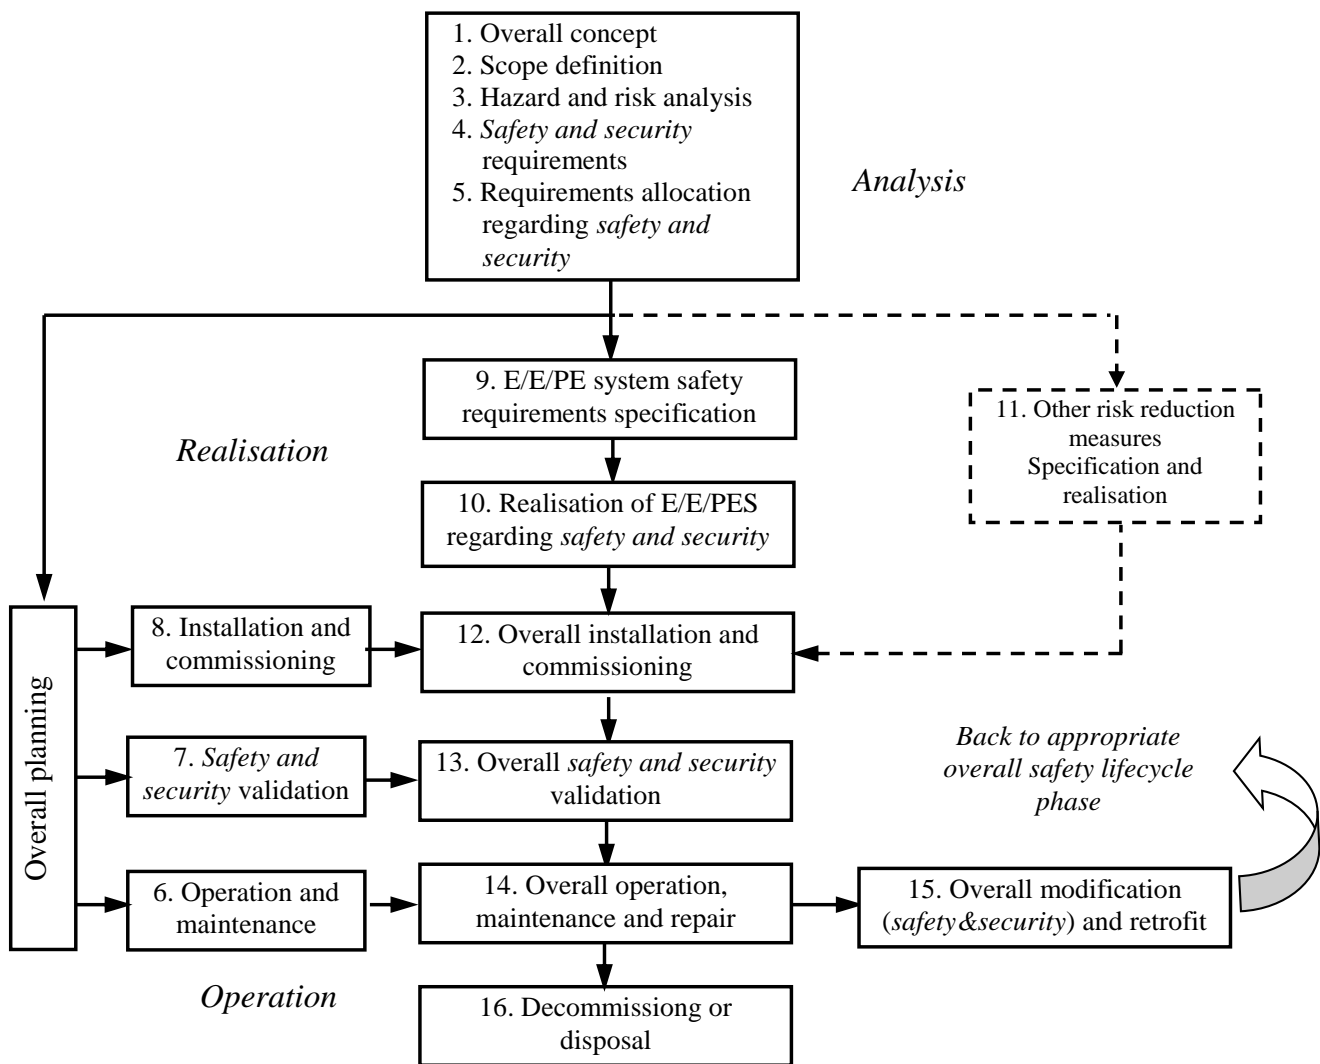 1. Overall concept
2. Scope definition
3. Hazard and risk analysis
4. Safety and security
requirements
5. Requirements allocation
regarding safety and
security
Analysis
9. E/E/PE system safety
requirements specification
11. Other risk reduction
measures
Specification and
realisation
Realisation
10. Realisation of E/E/PES
regarding safety and security
Overall planning
8. Installation and
commissioning
12. Overall installation and
commissioning
7. Safety and
security validation
13. Overall safety and security
validation
Back to appropriate
overall safety lifecycle
phase
6. Operation and
maintenance
14. Overall operation,
maintenance and repair
15. Overall modification
(safety&security) and retrofit
Operation
16. Decommissiong or
disposal